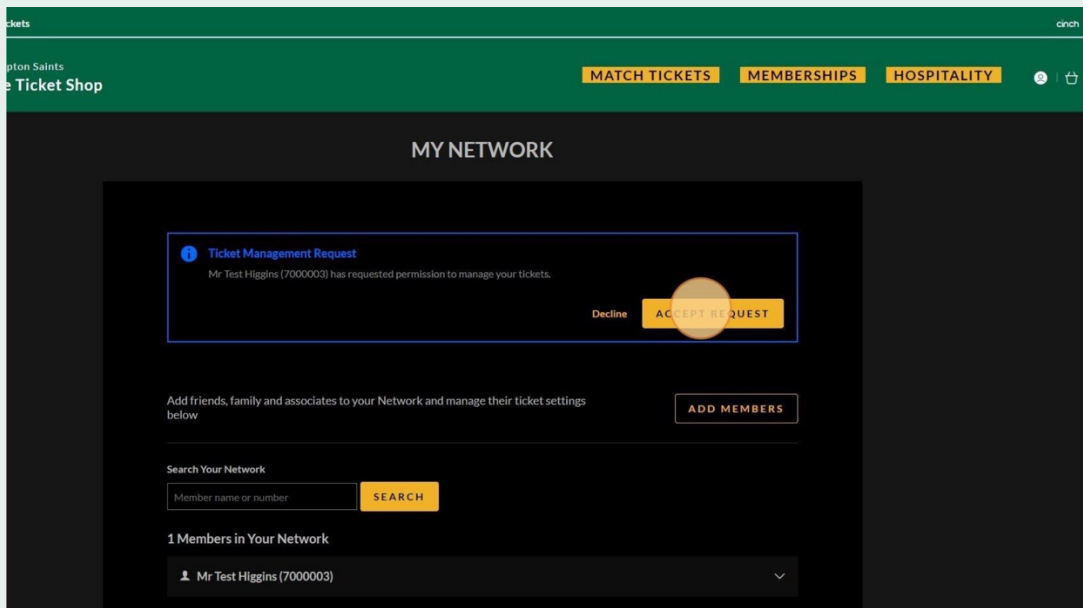 ckets
cinch
pton Saints
e Ticket Shop
MATCH TICKETS MEMBERSHIPS HOSPITALITY
MY NETWORK
Ticket Management Request
Mr Test Higgins (7000003) has requested permission to manage your tickets.
Decline ACCEPT REQUEST
Add friends, family and associates to your Network and manage their ticket settings
below
ADD MEMBERS
Search Your Network
Member name or number SEARCH
1 Members in Your Network
Mr Test Higgins (7000003)